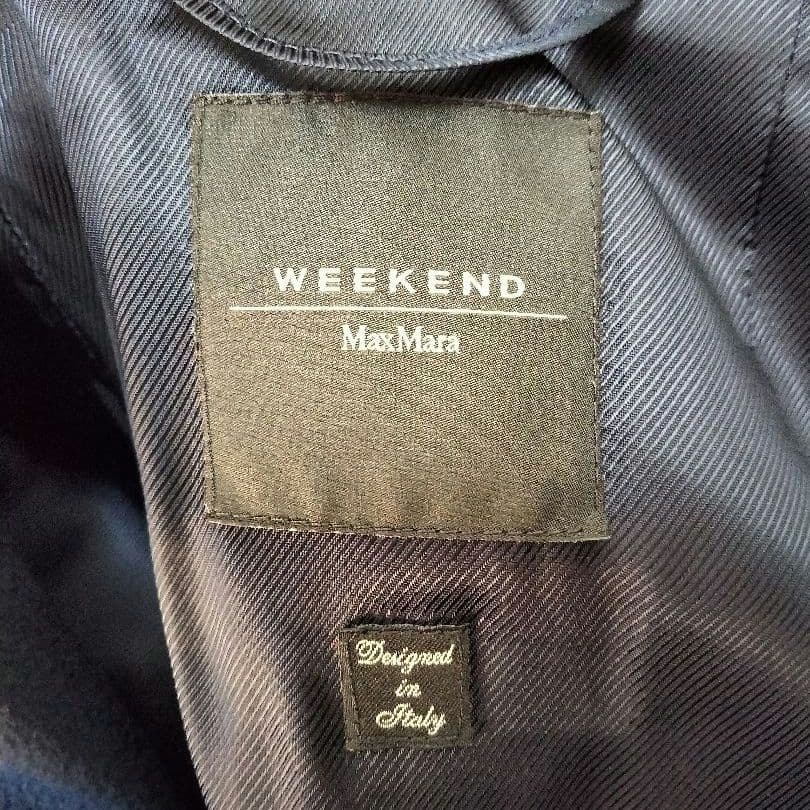 WEEKEND
MaxMara
Designed
in
Italy